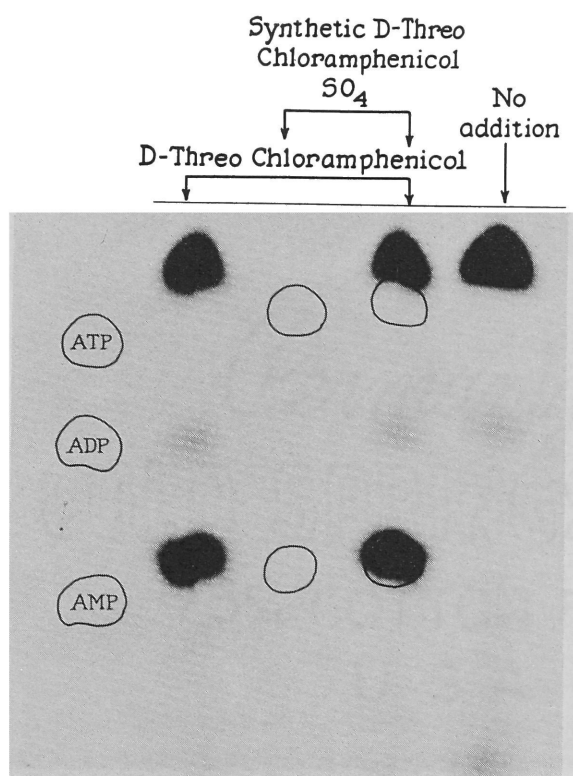 Synthetic D-Threo
Chloramphenicol
SO4
No
addition
D-Threo Chloramphenicol
ATP
ADP
AMP